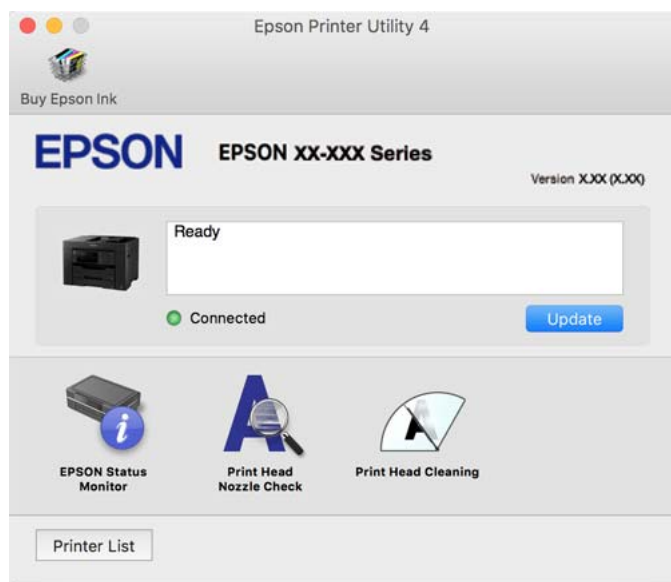 Epson Printer Utility 4
Buy Epson Ink
EPSON
EPSON XX-XXX Series
Version X.XX (X.XX)
Ready
Connected
Update
EPSON Status
Monitor
Print Head
Nozzle Check
Print Head Cleaning
Printer List